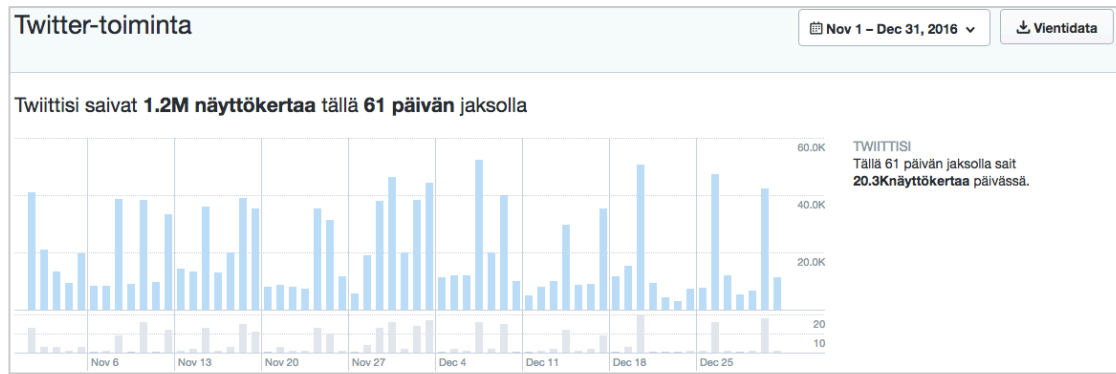 Twitter-toiminta
Nov 1 – Dec 31, 2016
Vientidata
Twiittisi saivat 1.2M näyttökertaa tällä 61 päivän jaksolla
60.0K
40.0K
20.0K
20
10
Nov 6 Nov 13 Nov 20 Nov 27 Dec 4 Dec 11 Dec 18 Dec 25
TWIITTISI
Tällä 61 päivän jaksolla sait
20.3Knäyttökertaa päivässä.